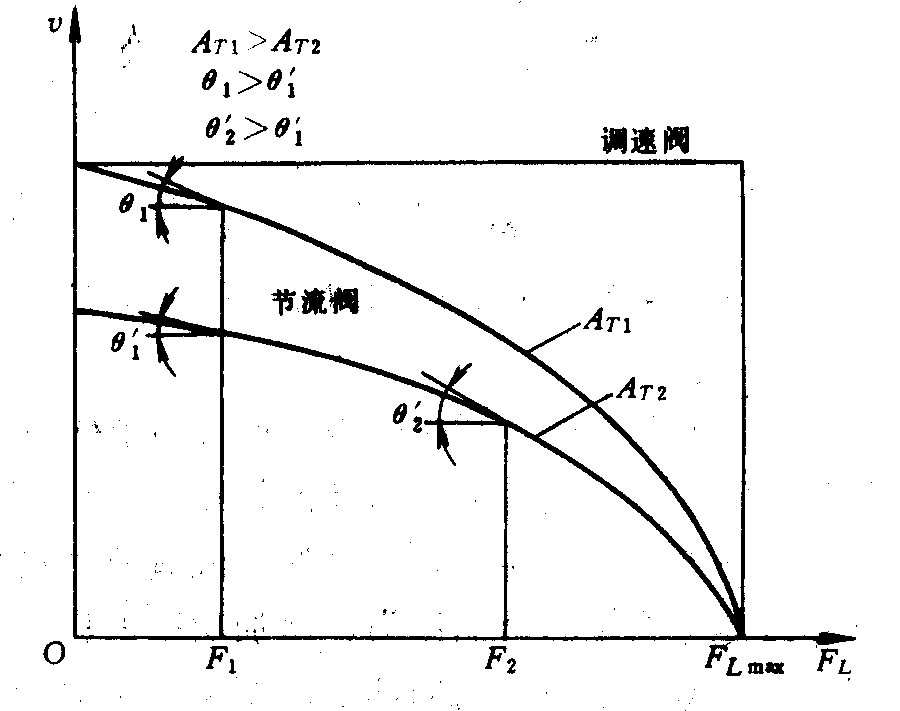 v
A_{T1}>A_{T2}
θ_1>θ'_1
θ'_2>θ'_1
调速阀
θ_1
节流阀
A_{T1}
θ'_1
A_{T2}
θ'_2
O
F_1
F_2
F_{Lmax}
F_L